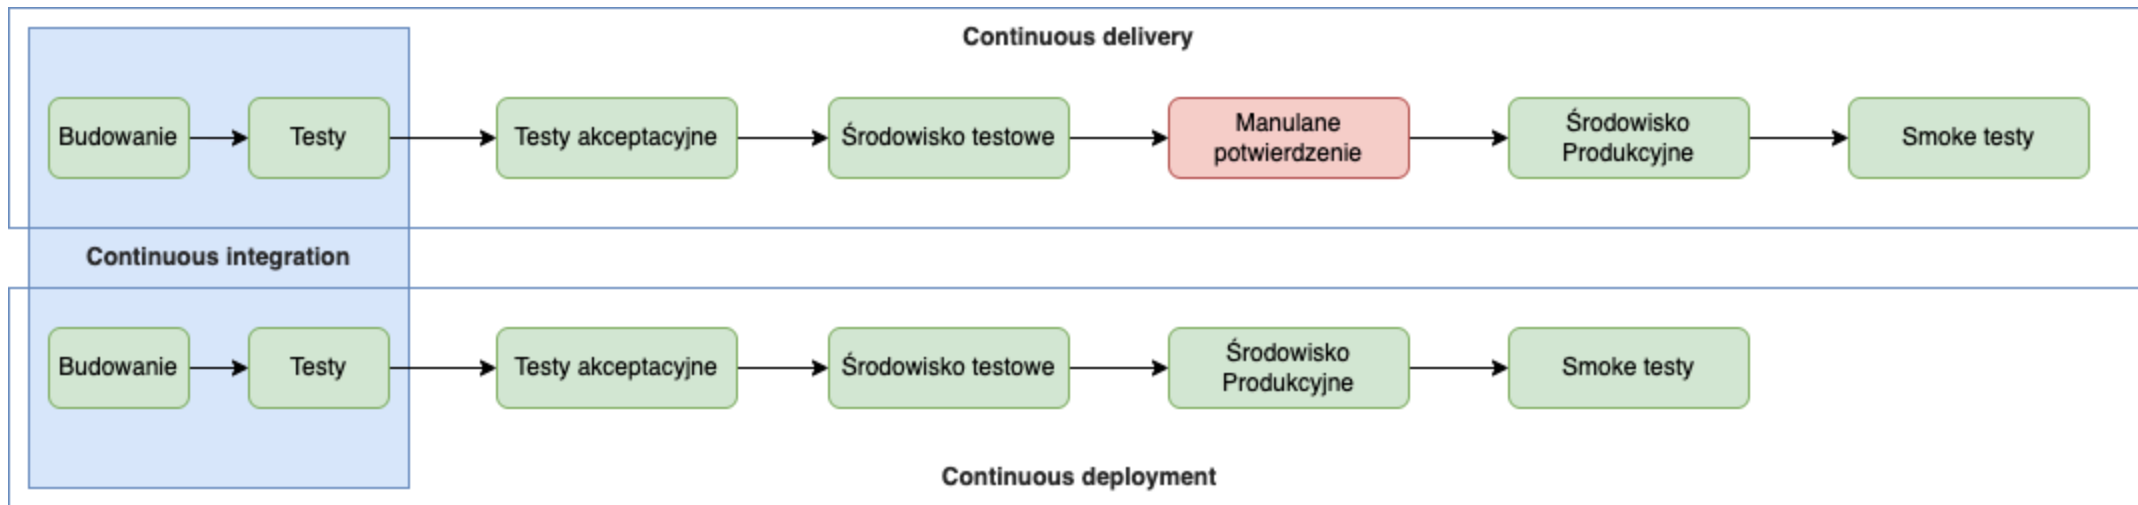 Continuous delivery
Budowanie
Testy
Testy akceptacyjne
Środowisko testowe
Manulane
potwierdzenie
Środowisko
Produkcyjne
Smoke testy
Continuous integration
Budowanie
Testy
Testy akceptacyjne
Środowisko testowe
Środowisko
Produkcyjne
Smoke testy
Continuous deployment